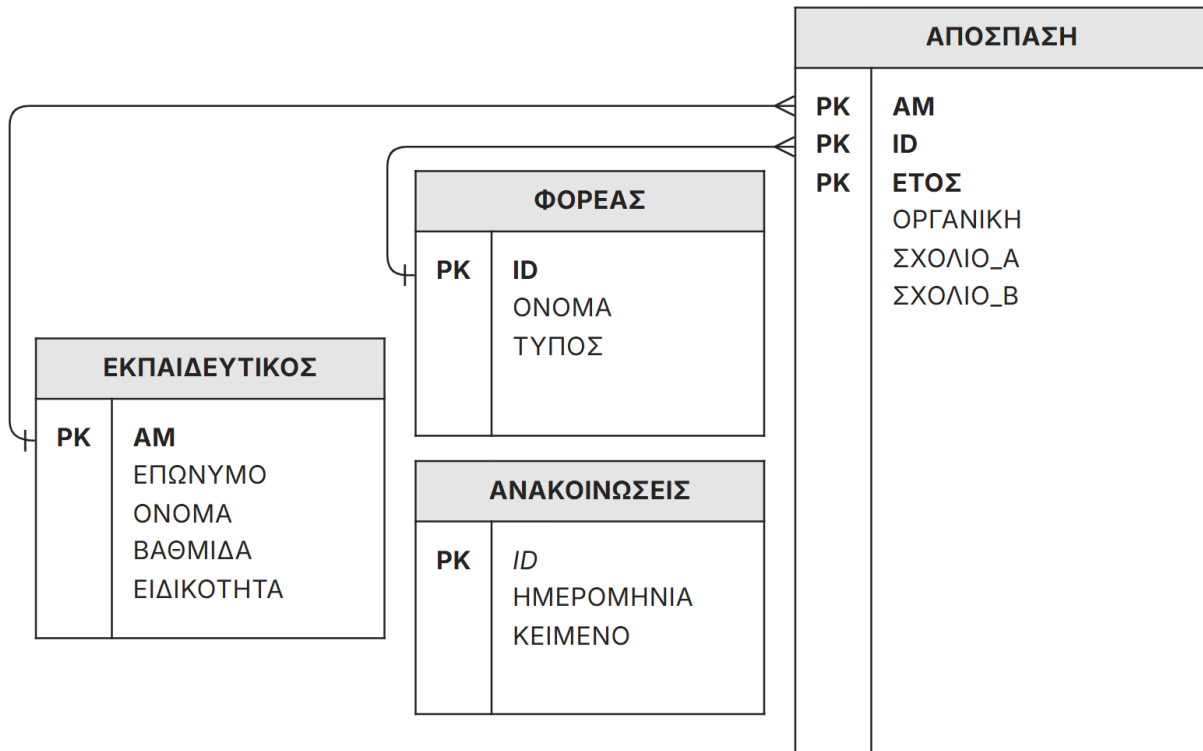 ΑΠΟΣΠΑΣΗ
PK ΑΜ
PK ID
PK ΕΤΟΣ
ΟΡΓΑΝΙΚΗ
ΣΧΟΛΙΟ_Α
ΣΧΟΛΙΟ_Β
ΦΟΡΕΑΣ
PK ID
ΟΝΟΜΑ
ΤΥΠΟΣ
ΕΚΠΑΙΔΕΥΤΙΚΟΣ
PK ΑΜ
ΕΠΩΝΥΜΟ
ΟΝΟΜΑ
ΒΑΘΜΙΔΑ
ΕΙΔΙΚΟΤΗΤΑ
ΑΝΑΚΟΙΝΩΣΕΙΣ
PK ID
ΗΜΕΡΟΜΗΝΙΑ
ΚΕΙΜΕΝΟ